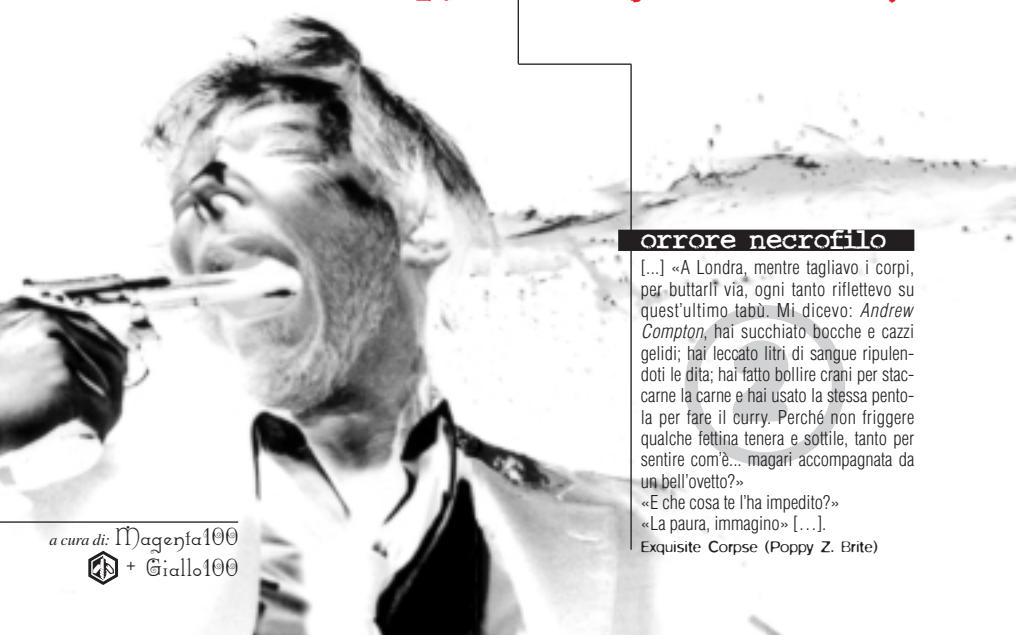 orrore necrofilo
[...] «A Londra, mentre tagliavo i corpi,
per buttarli via, ogni tanto riflettevo su
quest'ultimo tabù. Mi dicevo: Andrew
Compton, hai succhiato bocche e cazzi
gelidi; hai leccato litri di sangue ripulen-
doti le dita; hai fatto bollire crani per stac-
carne la carne e hai usato la stessa pento-
la per fare il curry. Perché non friggere
qualche fettina tenera e sottile, tanto per
sentire com'è... magari accompagnata da
un bell'ovetto?»
«E che cosa te l'ha impedito?»
«La paura, immagino» [...].
Exquisite Corpse (Poppy Z. Brite)
2
a cura di: Magenta100
+ Giallo100